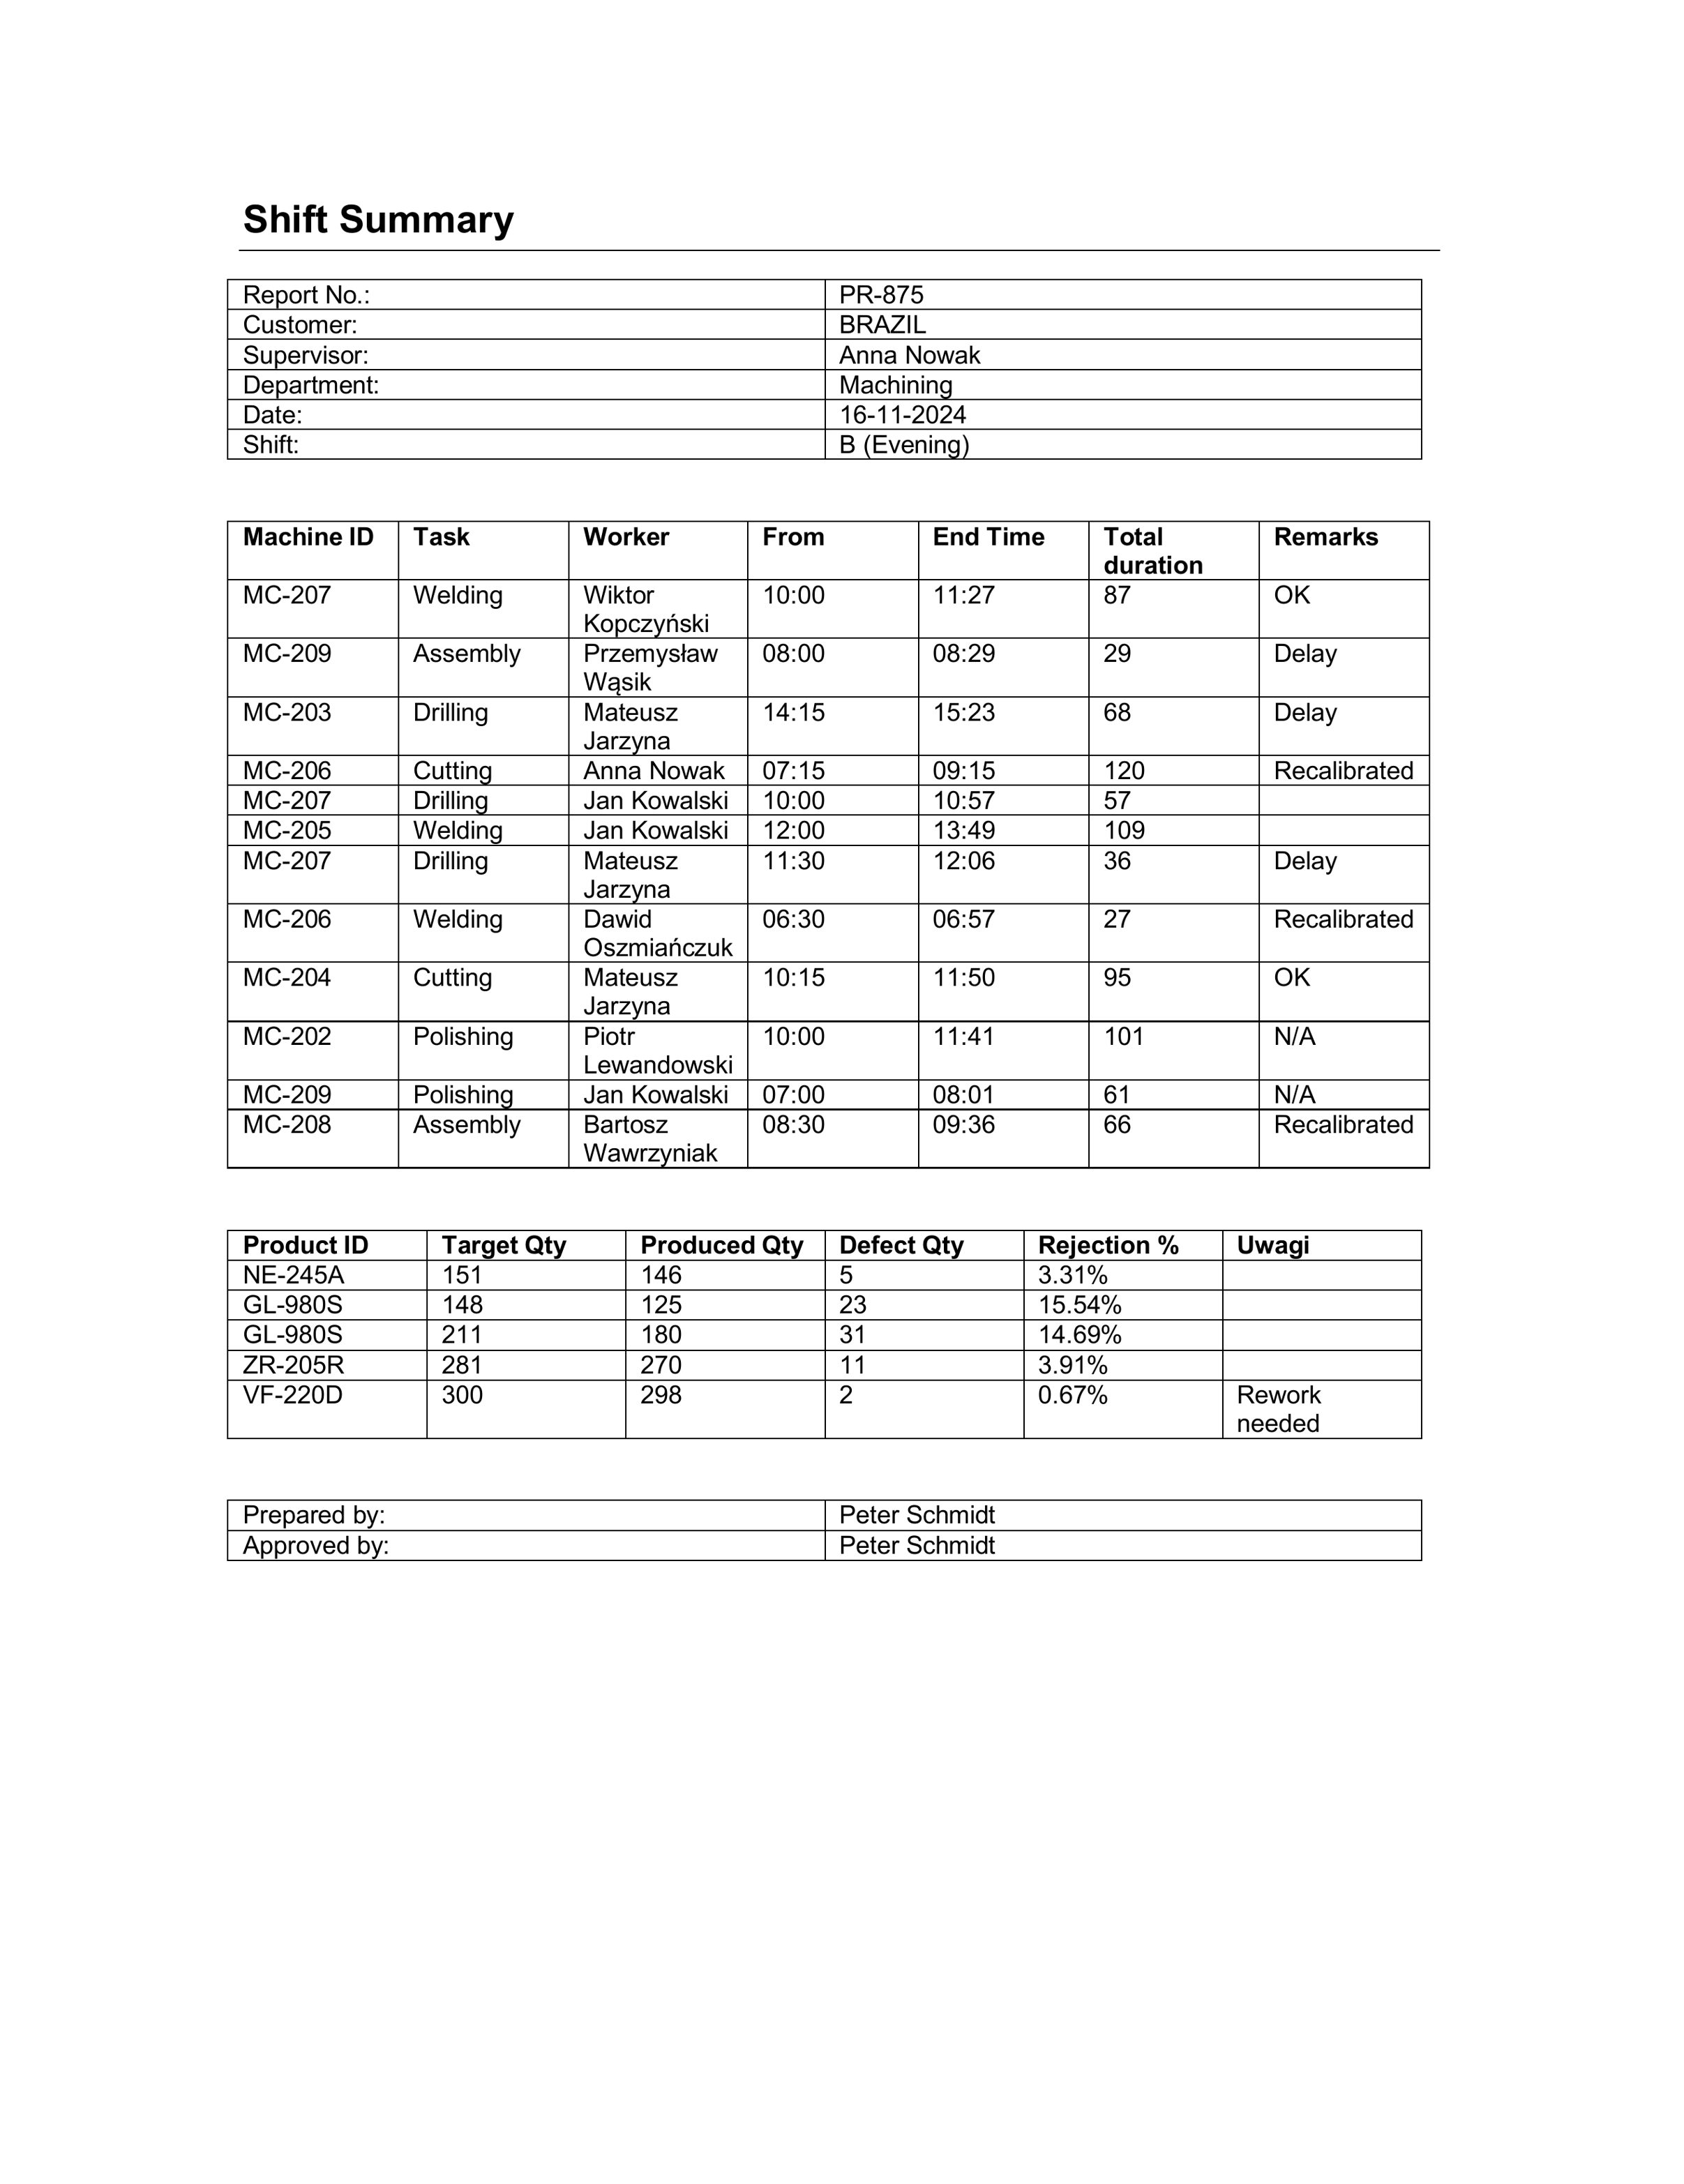 Shift Summary
Report No.: PR-875
Customer: BRAZIL
Supervisor: Anna Nowak
Department: Machining
Date: 16-11-2024
Shift: B (Evening)
Machine ID Task Worker From End Time Total duration Remarks
MC-207 Welding Wiktor Kopczyński 10:00 11:27 87 OK
MC-209 Assembly Przemysław Wąsik 08:00 08:29 29 Delay
MC-203 Drilling Mateusz Jarzyna 14:15 15:23 68 Delay
MC-206 Cutting Anna Nowak 07:15 09:15 120 Recalibrated
MC-207 Drilling Jan Kowalski 10:00 10:57 57
MC-205 Welding Jan Kowalski 12:00 13:49 109
MC-207 Drilling Mateusz Jarzyna 11:30 12:06 36 Delay
MC-206 Welding Dawid Oszmiańczuk 06:30 06:57 27 Recalibrated
MC-204 Cutting Mateusz Jarzyna 10:15 11:50 95 OK
MC-202 Polishing Piotr Lewandowski 10:00 11:41 101 N/A
MC-209 Polishing Jan Kowalski 07:00 08:01 61 N/A
MC-208 Assembly Bartosz Wawrzyniak 08:30 09:36 66 Recalibrated
Product ID Target Qty Produced Qty Defect Qty Rejection % Uwagi
NE-245A 151 146 5 3.31%
GL-980S 148 125 23 15.54%
GL-980S 211 180 31 14.69%
ZR-205R 281 270 11 3.91%
VF-220D 300 298 2 0.67% Rework needed
Prepared by: Peter Schmidt
Approved by: Peter Schmidt